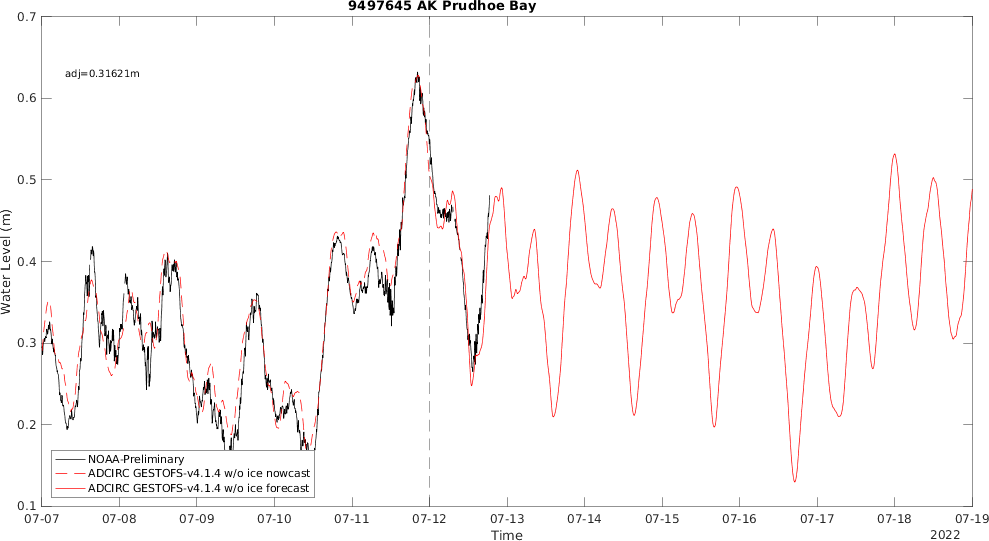 9497645 AK Prudhoe Bay
0.7
adj=0.31621m
0.6
0.5
0.4
0.3
0.2
0.1
Water Level (m)
NOAA-Preliminary
ADCIRC GESTOFS-v4.1.4 w/o ice nowcast
ADCIRC GESTOFS-v4.1.4 w/o ice forecast
07-07 07-08 07-09 07-10 07-11 07-12 07-13 07-14 07-15 07-16 07-17 07-18 07-19
Time
2022